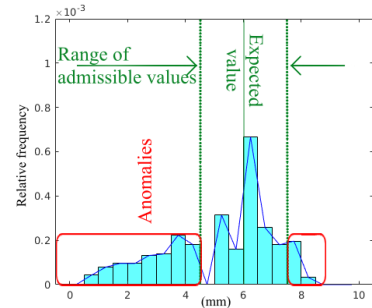 ×10⁻³
1.2
1
0.8
0.6
0.4
0.2
0
Relative frequency
Range of
admissible values
Expected
value
Anomalies
0
2
4
6
8
10
(mm)